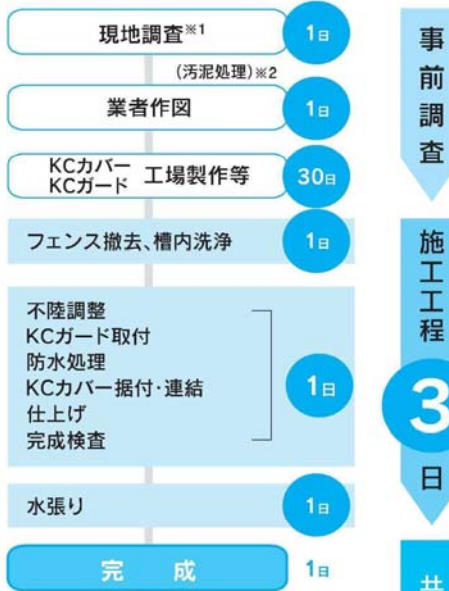 現地調査※1
1日
(汚泥処理)※2
業者作図
1日
KCカバー
KCガード
工場製作等
30日
フェンス撤去、槽内洗浄
1日
不陸調整
KCガード取付
防水処理
KCカバー据付・連結
仕上げ
完成検査
1日
水張り
1日
完成
1日
事前調査
施工工程
3
日